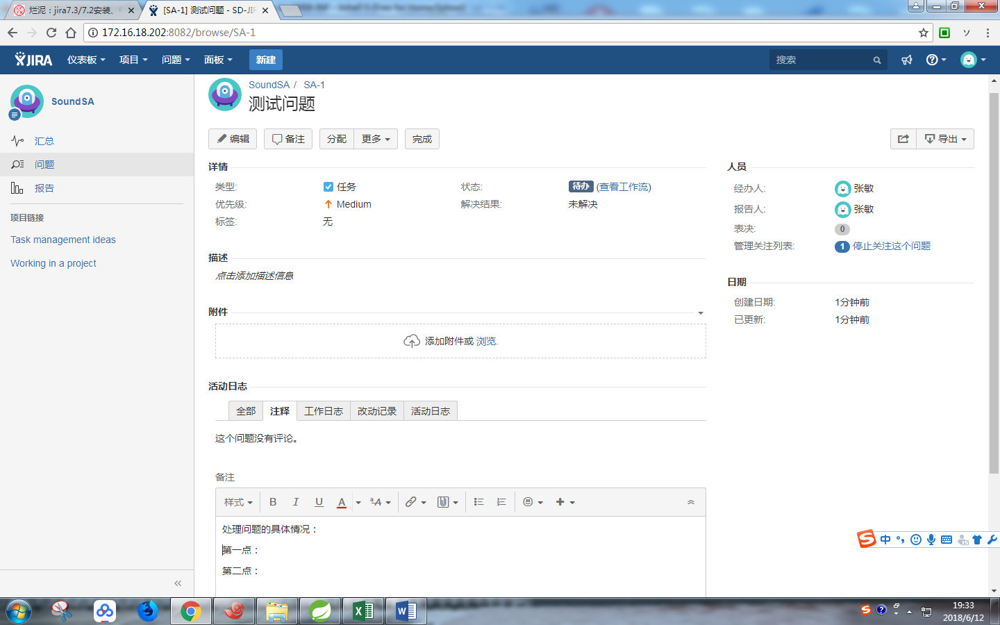 烂泥：jira7.3/7.2安装、
[SA-1] 测试问题 - SD-JIR
172.16.18.202:8082/browse/SA-1
JIRA 仪表板 项目 问题 面板 新建 搜索
SoundSA
汇总
问题
报告
项目链接
Task management ideas
Working in a project
SoundSA / SA-1
测试问题
编辑 备注 分配 更多 完成 导出
详情
类型: 任务 状态: 待办 (查看工作流)
优先级: Medium 解决结果: 未解决
标签: 无
描述
点击添加描述信息
附件
添加附件或 浏览.
活动日志
全部 注释 工作日志 改动记录 活动日志
这个问题没有评论。
备注
样式 B I U A ªA
处理问题的具体情况：
第一点：
第二点：
人员
经办人: 张敏
报告人: 张敏
表决: 0
管理关注列表: 1 停止关注这个问题
日期
创建日期: 1分钟前
已更新: 1分钟前
中
19:33
2018/6/12